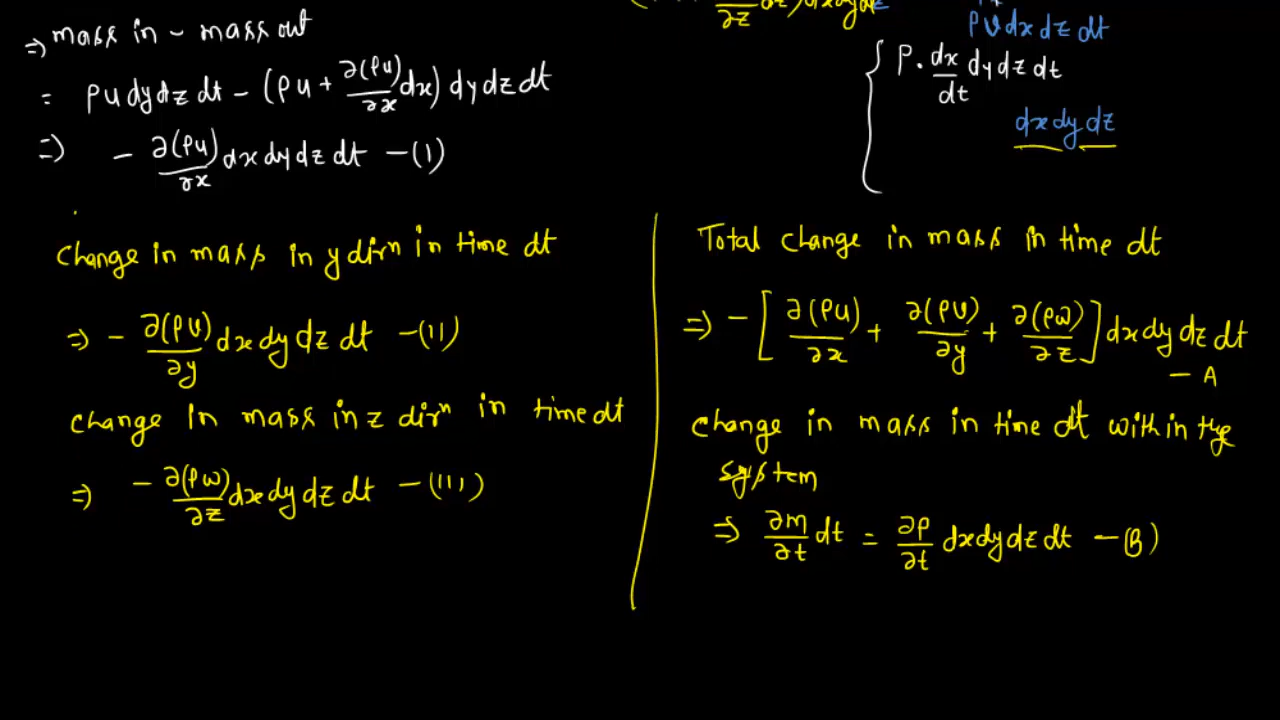 ⇒ mass in - mass out
= ρu dy dz dt - (ρu + ∂(ρu)/∂x dx) dy dz dt
⇒ - ∂(ρu)/∂x dx dy dz dt - (1)
∂z
ρv dx dz dt
{ ρ. dx/dt dy dz dt
dx dy dz
Change in mass in y dirⁿ in time dt
⇒ - ∂(ρv)/∂y dx dy dz dt - (11)
Change in mass in z dirⁿ in time dt
⇒ - ∂(ρw)/∂z dx dy dz dt - (111)
Total change in mass in time dt
⇒ - [ ∂(ρu)/∂x + ∂(ρv)/∂y + ∂(ρw)/∂z ] dx dy dz dt
- A
Change in mass in time dt within the
system
⇒ ∂m/∂t dt = ∂ρ/∂t dx dy dz dt - (B)